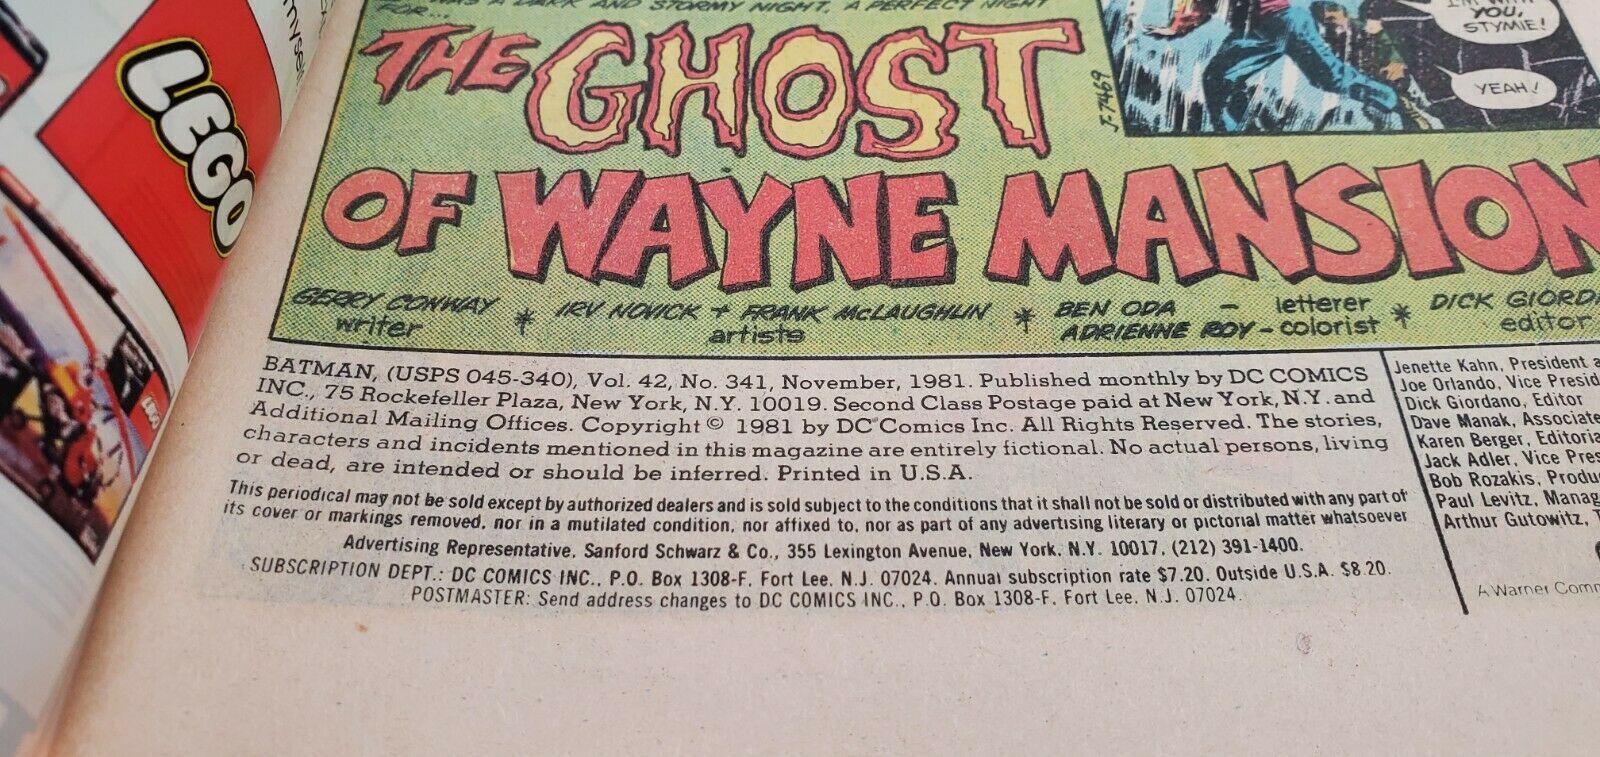 LEGO
myself
WAS A DARK AND STORMY NIGHT, A PERFECT NIGHT
FOR...
THE GHOST
OF WAYNE MANSION
J-7469
YOU,
STYMIE!
YEAH!
GERRY CONWAY
writer
* IRV NOVICK + FRANK McLAUGHLIN
artists
* BEN ODA - letterer
ADRIENNE ROY - colorist
* DICK GIORD
editor
BATMAN, (USPS 045-340), Vol. 42, No. 341, November, 1981. Published monthly by DC COMICS
INC., 75 Rockefeller Plaza, New York, N.Y. 10019. Second Class Postage paid at New York, N.Y. and
Additional Mailing Offices. Copyright © 1981 by DC Comics Inc. All Rights Reserved. The stories,
characters and incidents mentioned in this magazine are entirely fictional. No actual persons, living
or dead, are intended or should be inferred. Printed in U.S.A.
This periodical may not be sold except by authorized dealers and is sold subject to the conditions that it shall not be sold or distributed with any part of
its cover or markings removed, nor in a mutilated condition, nor affixed to, nor as part of any advertising literary or pictorial matter whatsoever
Advertising Representative, Sanford Schwarz & Co., 355 Lexington Avenue, New York, N.Y. 10017, (212) 391-1400.
SUBSCRIPTION DEPT.: DC COMICS INC., P.O. Box 1308-F, Fort Lee, N.J. 07024. Annual subscription rate $7.20. Outside U.S.A. $8.20.
POSTMASTER: Send address changes to DC COMICS INC., P.O. Box 1308-F, Fort Lee, N.J. 07024.
Jenette Kahn, President a
Joe Orlando, Vice Presid
Dick Giordano, Editor
Dave Manak, Associate
Karen Berger, Editoria
Jack Adler, Vice Pres
Bob Rozakis, Produ
Paul Levitz, Manag
Arthur Gutowitz, T
A Warner Comm
LEGO